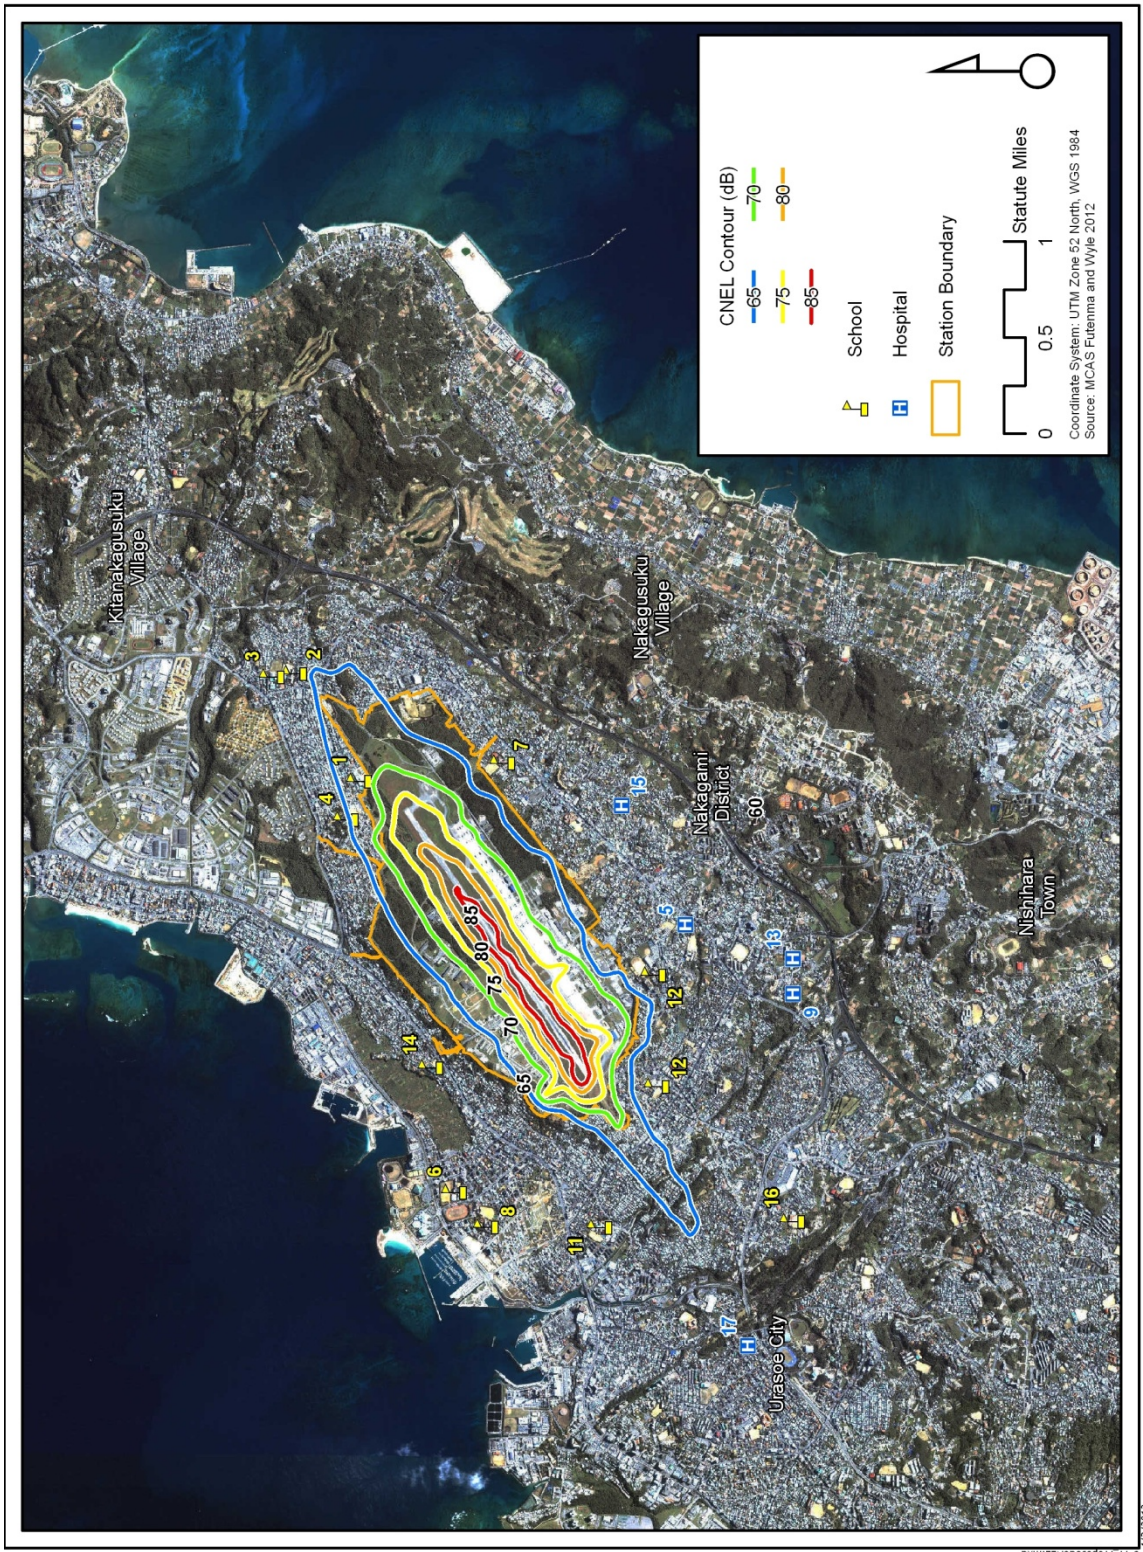 Kitanakagusuku
Village
3
2
1
4
7
15
Nakagusuku
Village
Nakagami
District
60
5
13
9
12
12
Nishihara
Town
85
80
75
70
65
14
6
8
11
16
17
Urasoe City
CNEL Contour (dB)
65
70
75
80
85
School
H
Hospital
Station Boundary
0
0.5
1
Statute Miles
Coordinate System: UTM Zone 52 North, WGS 1984
Source: MCAS Futenma and Wyle 2012
H
H
H
H
H